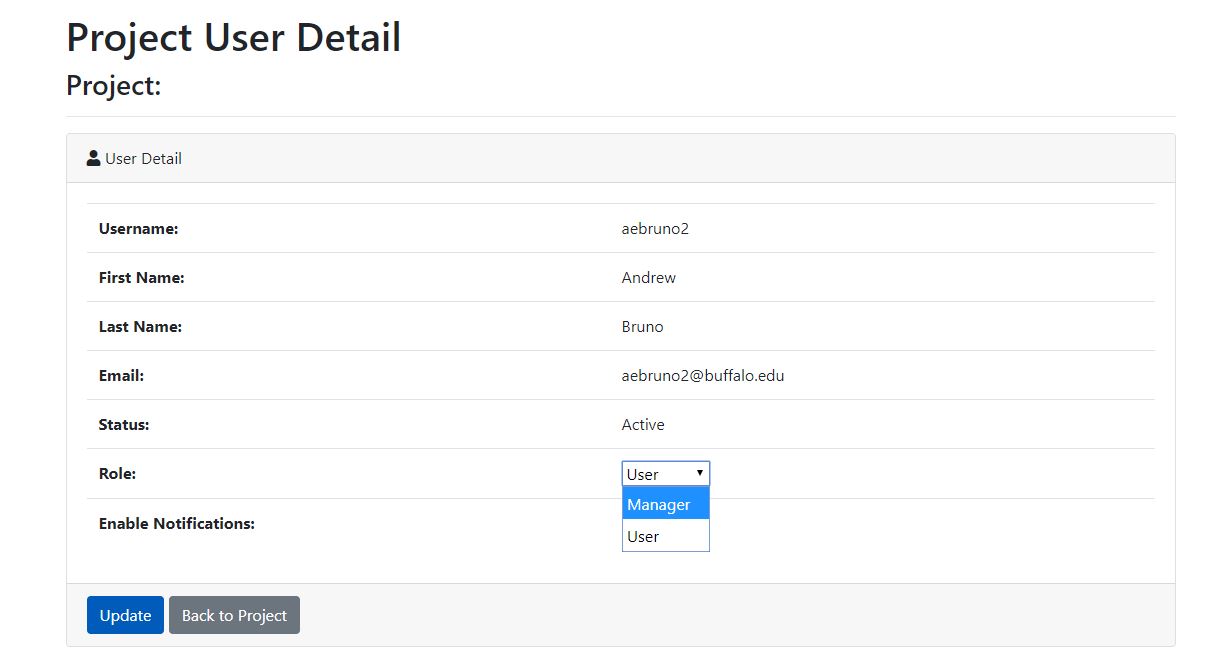 Project User Detail
Project:
User Detail
Username: aebruno2
First Name: Andrew
Last Name: Bruno
Email: aebruno2@buffalo.edu
Status: Active
Role: User
Manager
Enable Notifications:
User
Update Back to Project